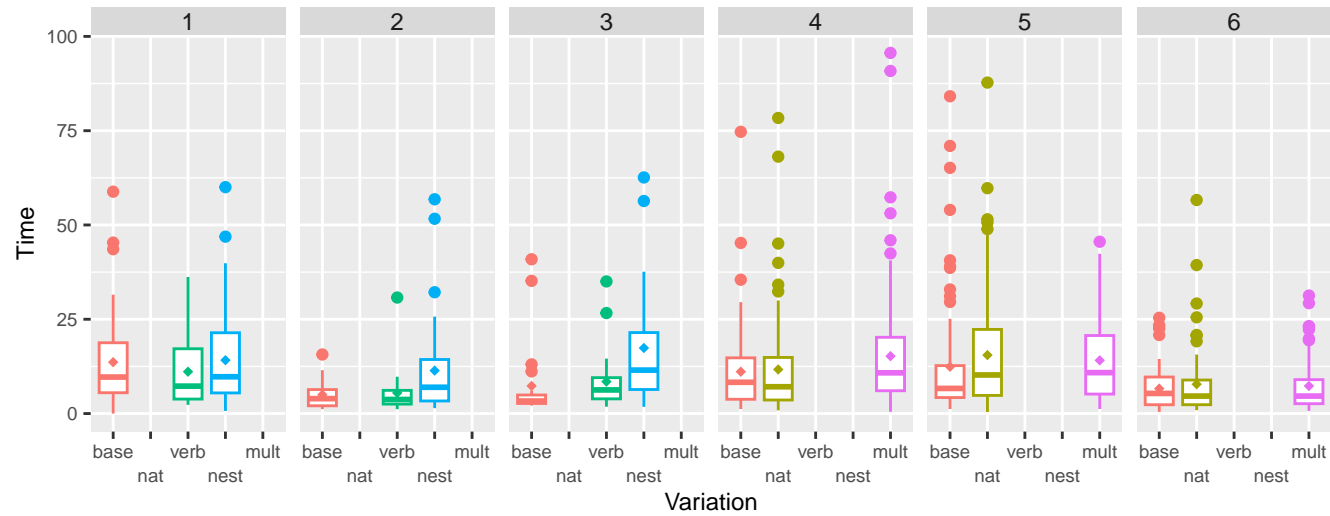 1 2 3 4 5 6
100
75
50
25
0
Time
base verb mult base verb mult base verb mult base verb mult base verb mult base verb mult
nat nest nat nest nat nest nat nest nat nest nat nest
Variation